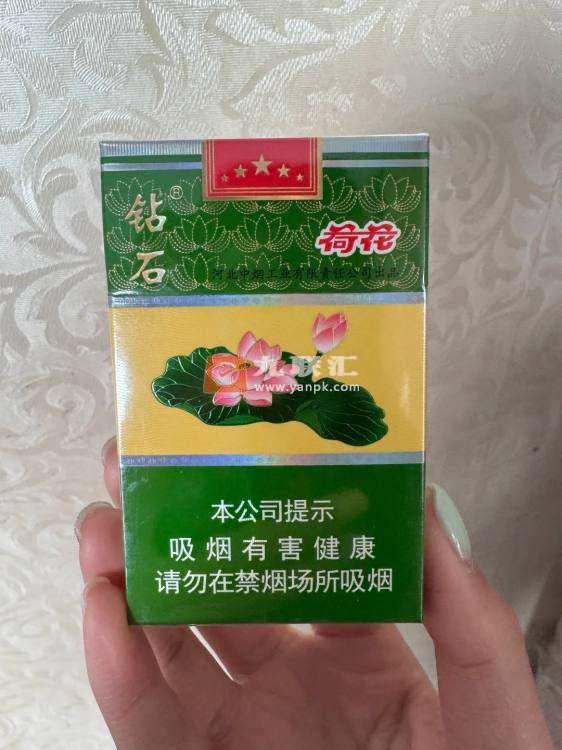 钻石®
荷花
河北中烟工业有限责任公司出品
九联汇
www.yanpk.com
本公司提示
吸烟有害健康
请勿在禁烟场所吸烟